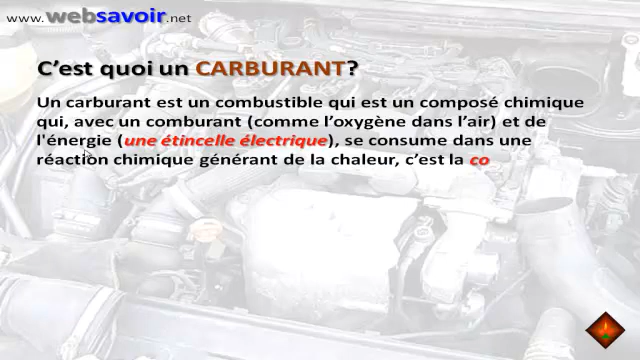 www.websavoir.net
C'est quoi un CARBURANT?
Un carburant est un combustible qui est un composé chimique
qui, avec un comburant (comme l'oxygène dans l'air) et de
l'énergie (une étincelle électrique), se consume dans une
réaction chimique générant de la chaleur, c'est la co